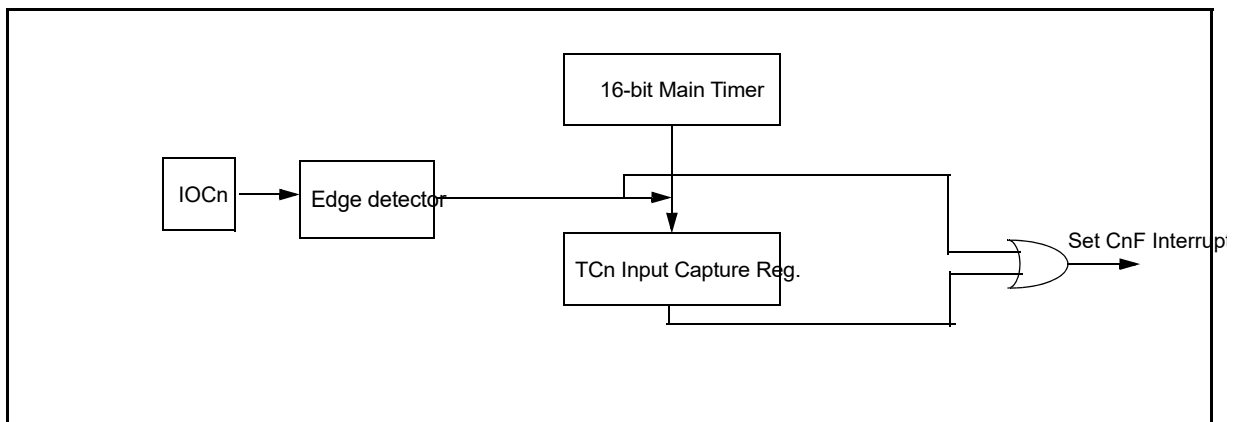 16-bit Main Timer
IOCn
Edge detector
TCn Input Capture Reg.
Set CnF Interrupt